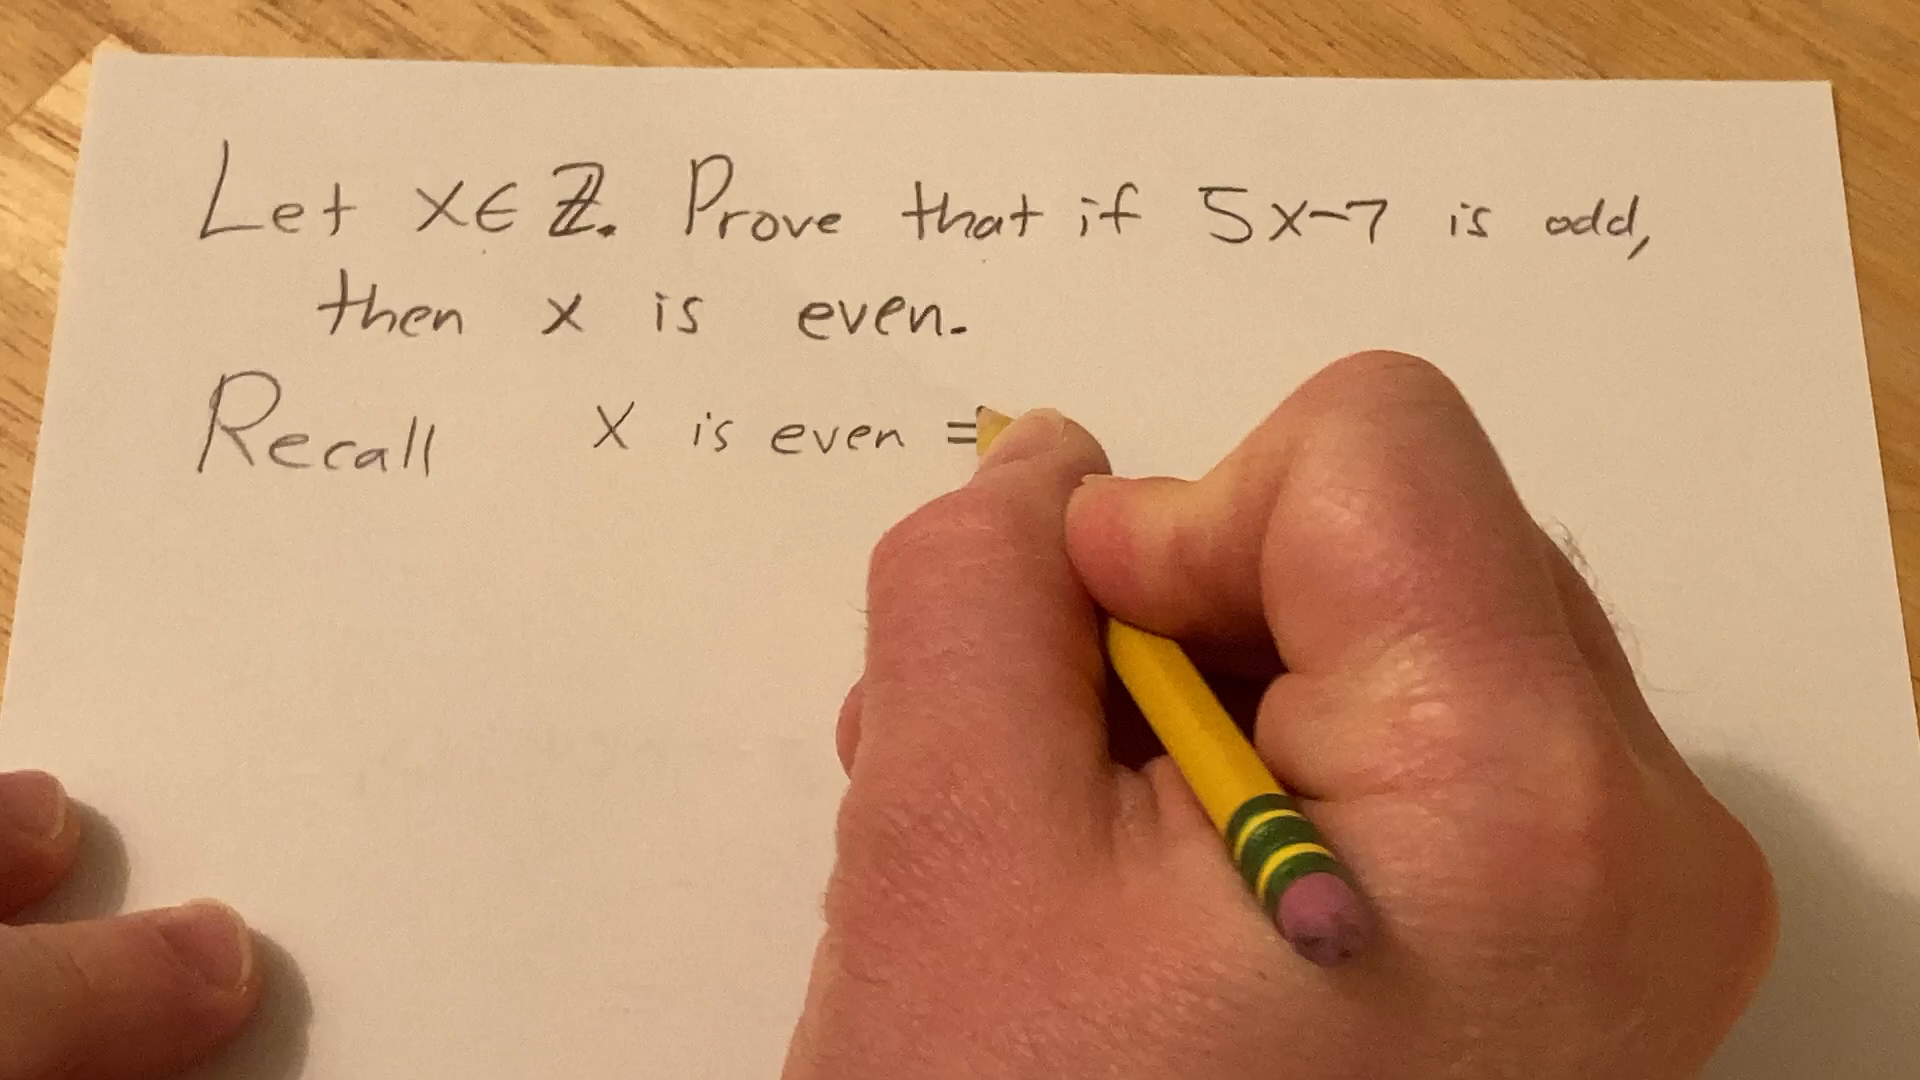 Let x∈ℤ. Prove that if 5x-7 is odd,
then x is even.
Recall x is even =